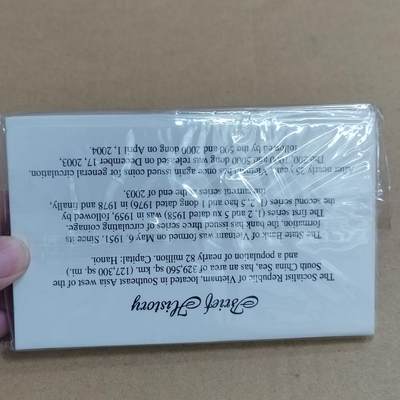 Brief History
The Socialist Republic of Vietnam, located in Southeast Asia west of the
South China Sea, has an area of 329,566 sq. km. (127,300 sq. mi.)
and a population of nearly 82 million. Capital: Hanoi.
The State Bank of Vietnam was formed on May 6, 1951. Since its
formation, the bank has issued three series of circulating coinage.
The first series (1, 2 and 5 xu dated 1958) was in 1959, followed by
the second series (1, 2, 5 hao and 1 dong dated 1976) in 1978 and finally,
the current series at the end of 2003.
After nearly 25 years, Vietnam has once again issued coins for general circulation.
The 200, 1000 and 5000 dong was released on December 17, 2003,
followed by the 500 and 2000 dong on April 1, 2004.